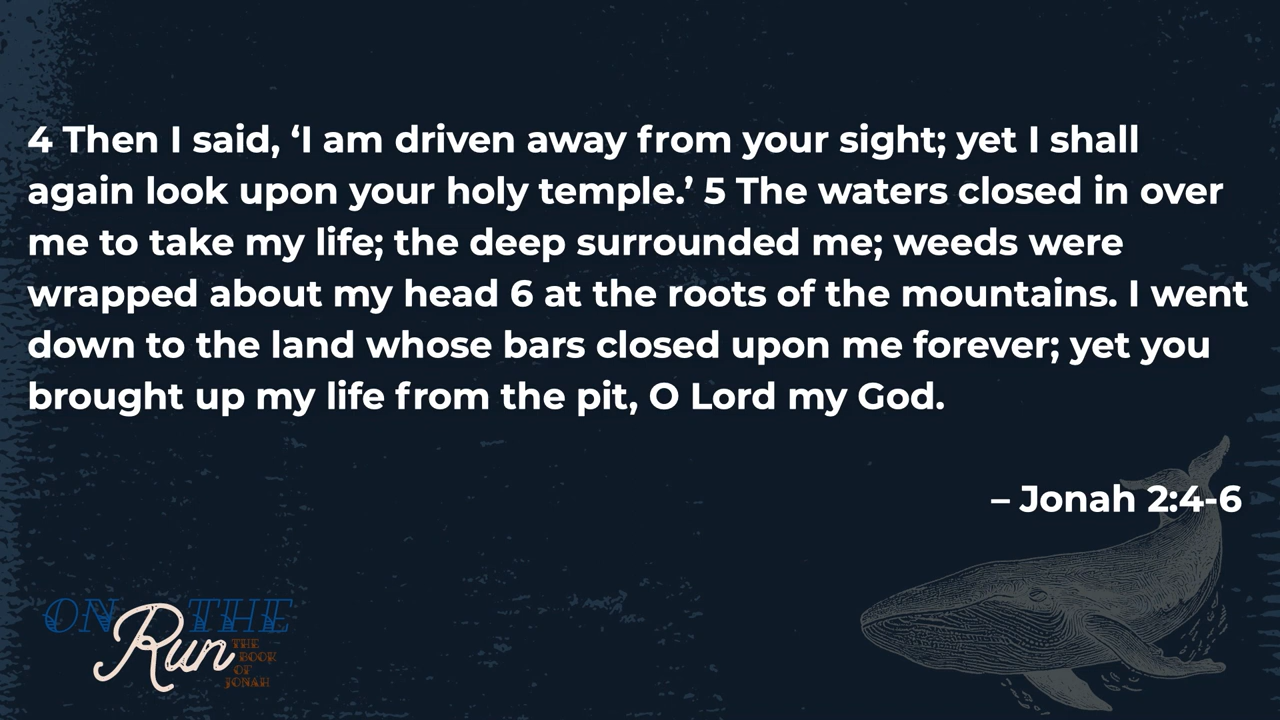 4 Then I said, ‘I am driven away from your sight; yet I shall
again look upon your holy temple.’ 5 The waters closed in over
me to take my life; the deep surrounded me; weeds were
wrapped about my head 6 at the roots of the mountains. I went
down to the land whose bars closed upon me forever; yet you
brought up my life from the pit, O Lord my God.
– Jonah 2:4-6
ON THE
Run
THE
BOOK
OF
JONAH